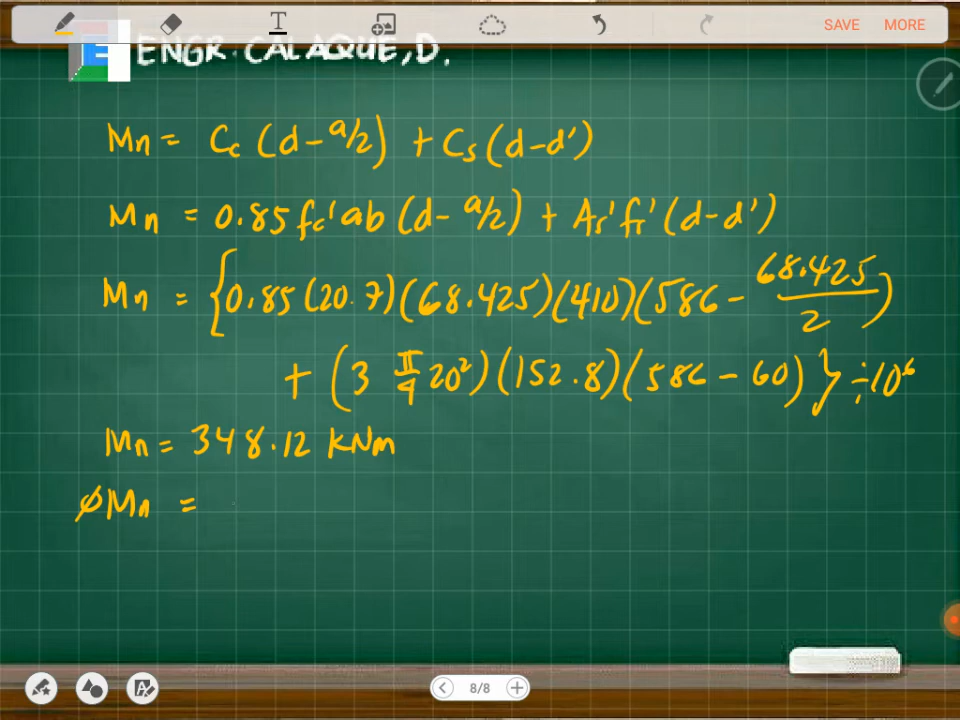 SAVE MORE
E ENGR. CALAQUE, D.
Mn = Cc (d - a/2) + Cs (d - d')
Mn = 0.85 fc' ab (d - a/2) + As' fs' (d - d')
Mn = {0.85 (20.7)(68.425)(410)(586 - 68.425/2)
+ (3 π/4 20²)(152.8)(586 - 60)} ÷ 10⁶
Mn = 348.12 kNm
φMn =
8/8